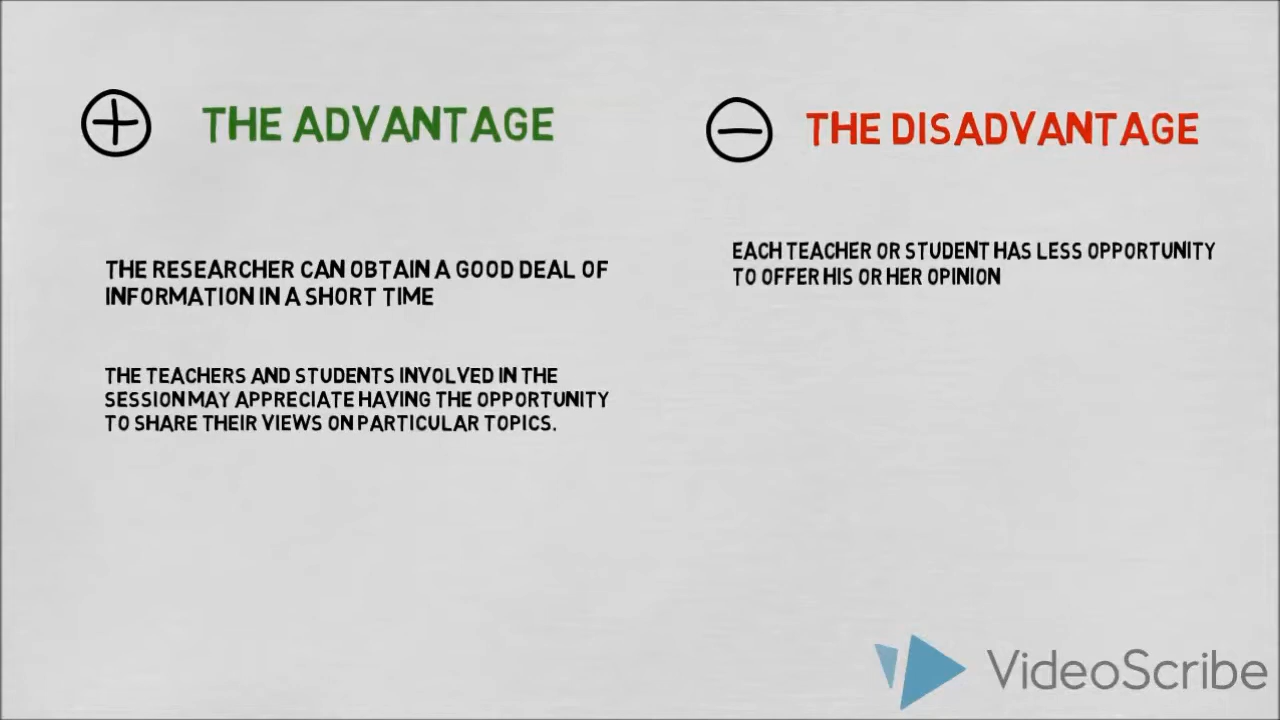 THE ADVANTAGE
THE RESEARCHER CAN OBTAIN A GOOD DEAL OF
INFORMATION IN A SHORT TIME
THE TEACHERS AND STUDENTS INVOLVED IN THE
SESSION MAY APPRECIATE HAVING THE OPPORTUNITY
TO SHARE THEIR VIEWS ON PARTICULAR TOPICS.
THE DISADVANTAGE
EACH TEACHER OR STUDENT HAS LESS OPPORTUNITY
TO OFFER HIS OR HER OPINION
VideoScribe